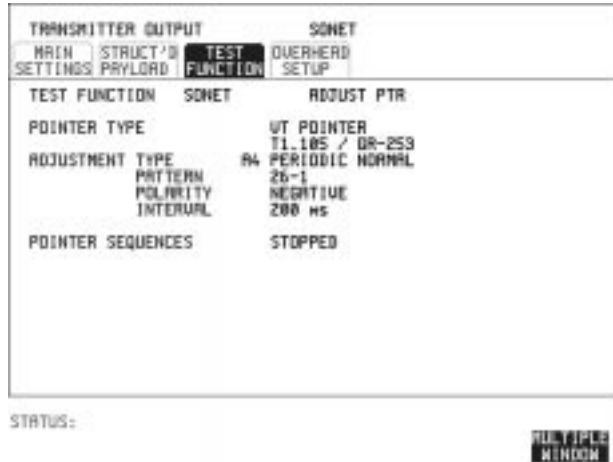 TRANSMITTER OUTPUT SONET
MAIN SETTINGS STRUCT'D PAYLOAD TEST FUNCTION OVERHEAD SETUP
TEST FUNCTION SONET ADJUST PTR
POINTER TYPE VT POINTER
T1.105 / GR-253
ADJUSTMENT TYPE A4 PERIODIC NORMAL
PATTERN 26-1
POLARITY NEGATIVE
INTERVAL 200 MS
POINTER SEQUENCES STOPPED
STATUS:
MULTIPLE WINDOW